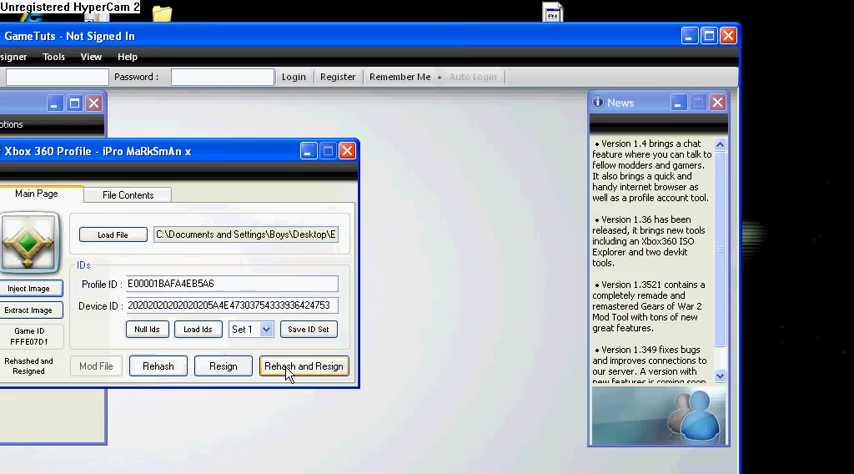 Unregistered HyperCam 2
- GameTuts - Not Signed In
signer Tools View Help
Password : Login Register Remember Me • Auto Login
otions
News
Xbox 360 Profile - iPro MaRkSmAn x
Main Page File Contents
Load File C:\Documents and Settings\Boys\Desktop\E
IDs
Profile ID : E00001BAFA4EB5A6
Device ID : 20202020202020205A4E47303754333936424753
Inject Image
Extract Image
Null Ids Load Ids Set 1 Save ID Set
Game ID
FFFE07D1
Rehashed and
Resigned
Mod File Rehash Resign Rehash and Resign
• Version 1.4 brings a chat
feature where you can talk to
fellow modders and gamers.
It also brings a quick and
handy internet browser as
well as a profile account tool.
• Version 1.36 has been
released, it brings new tools
including an Xbox360 ISO
Explorer and two devkit
tools.
• Version 1.3521 contains a
completely remade and
remastered Gears of War 2
Mod Tool with tons of new
great features.
• Version 1.349 fixes bugs
and improves connections to
our server. A version with
new features is coming soon